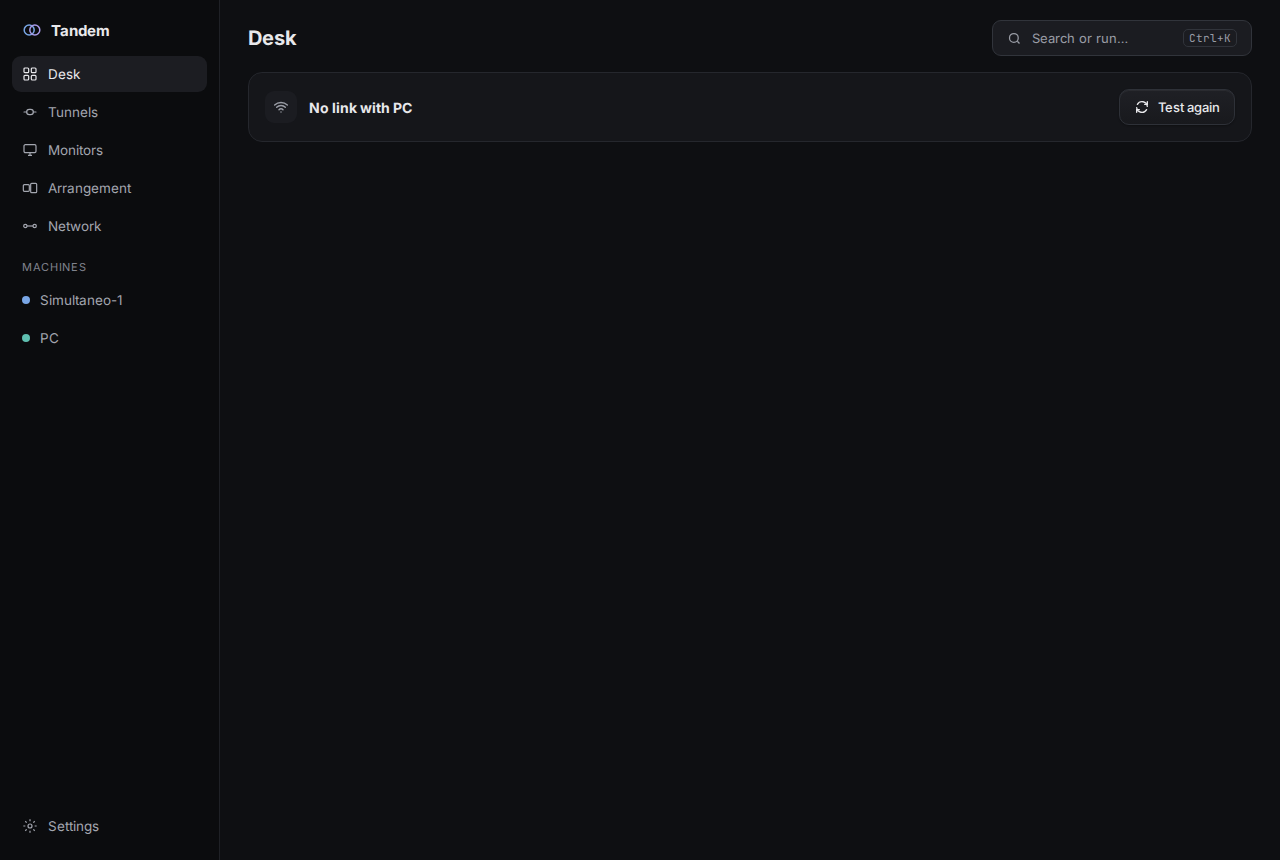 Tandem
Desk
Tunnels
Monitors
Arrangement
Network
MACHINES
Simultaneo-1
PC
Settings
Desk
Search or run... Ctrl+K
No link with PC
Test again